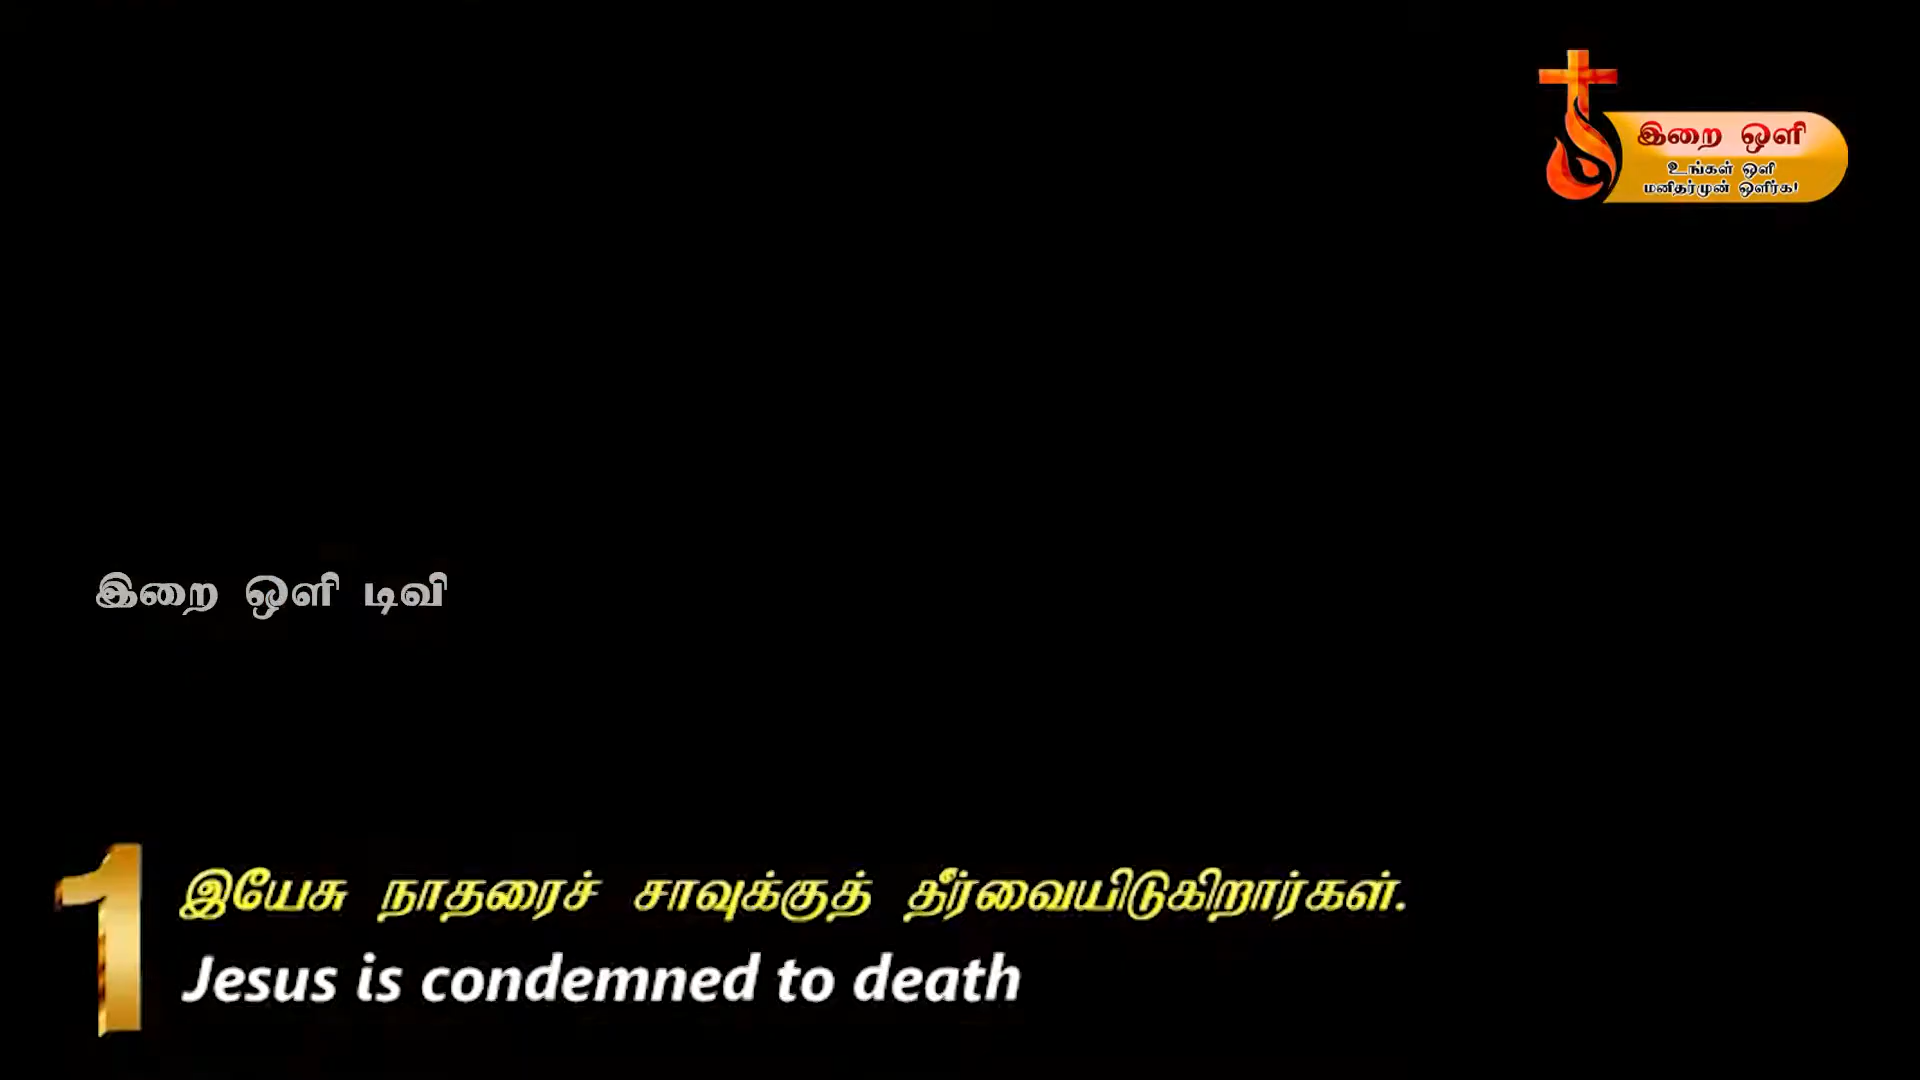 இறை ஒளி
உங்கள் ஒளி
மனிதர்முன் ஒளிர்க!
இறை ஒளி டிவி
1
இயேசு நாதரைச் சாவுக்குத் தீர்வையிடுகிறார்கள்.
Jesus is condemned to death